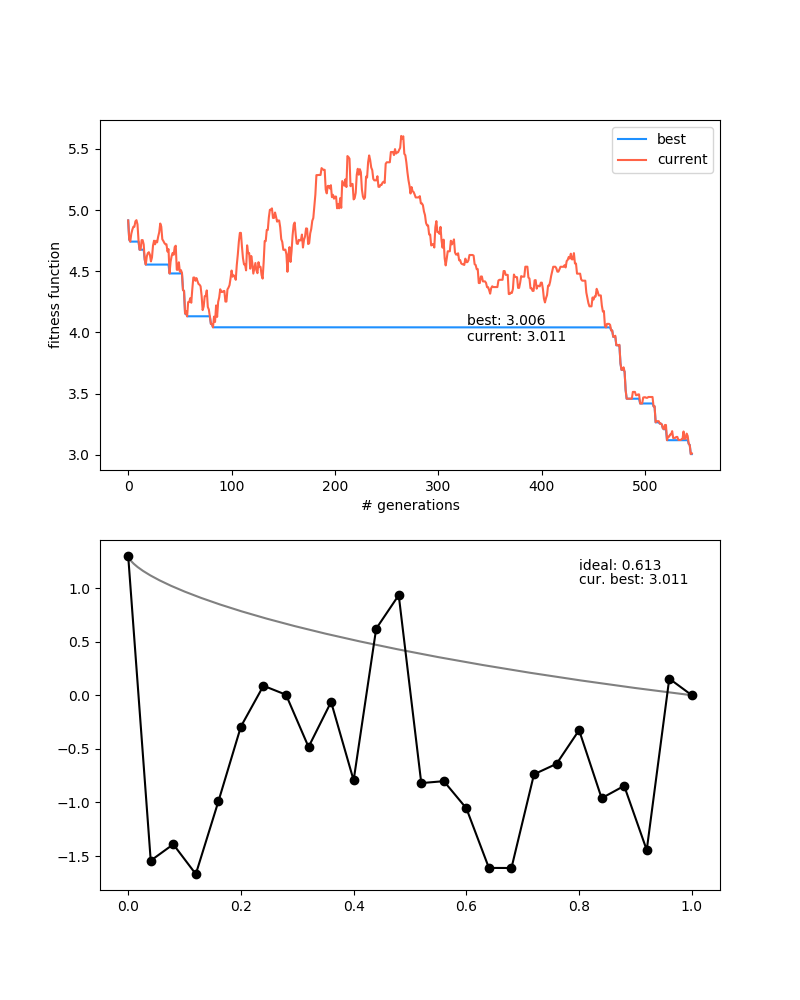 best
current
5.5
5.0
4.5
4.0
3.5
3.0
fitness function
best: 3.006
current: 3.011
0 100 200 300 400 500
# generations
ideal: 0.613
cur. best: 3.011
1.0
0.5
0.0
−0.5
−1.0
−1.5
0.0 0.2 0.4 0.6 0.8 1.0